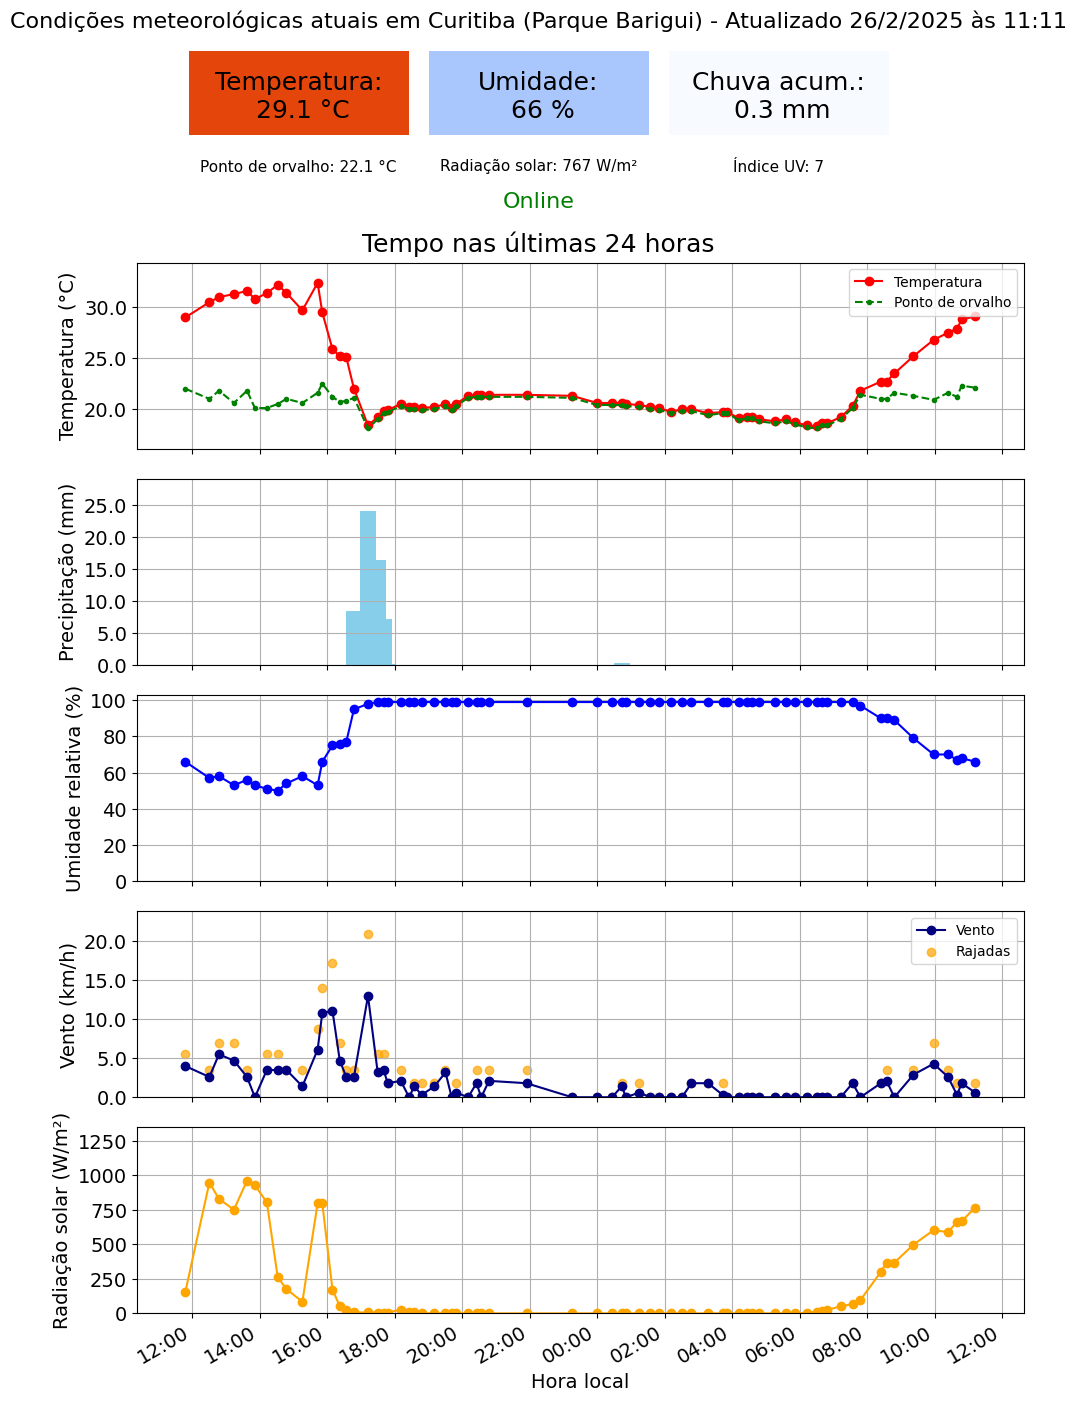 Condições meteorológicas atuais em Curitiba (Parque Barigui) - Atualizado 26/2/2025 às 11:11
Temperatura:
29.1 °C
Umidade:
66 %
Chuva acum.:
0.3 mm
Ponto de orvalho: 22.1 °C
Radiação solar: 767 W/m²
Índice UV: 7
Online
Tempo nas últimas 24 horas
Temperatura (°C)
30.0
25.0
20.0
Temperatura
Ponto de orvalho
Precipitação (mm)
25.0
20.0
15.0
10.0
5.0
0.0
Umidade relativa (%)
100
80
60
40
20
0
Vento (km/h)
20.0
15.0
10.0
5.0
0.0
Vento
Rajadas
Radiação solar (W/m²)
1250
1000
750
500
250
0
12:00
14:00
16:00
18:00
20:00
22:00
00:00
02:00
04:00
06:00
08:00
10:00
12:00
Hora local